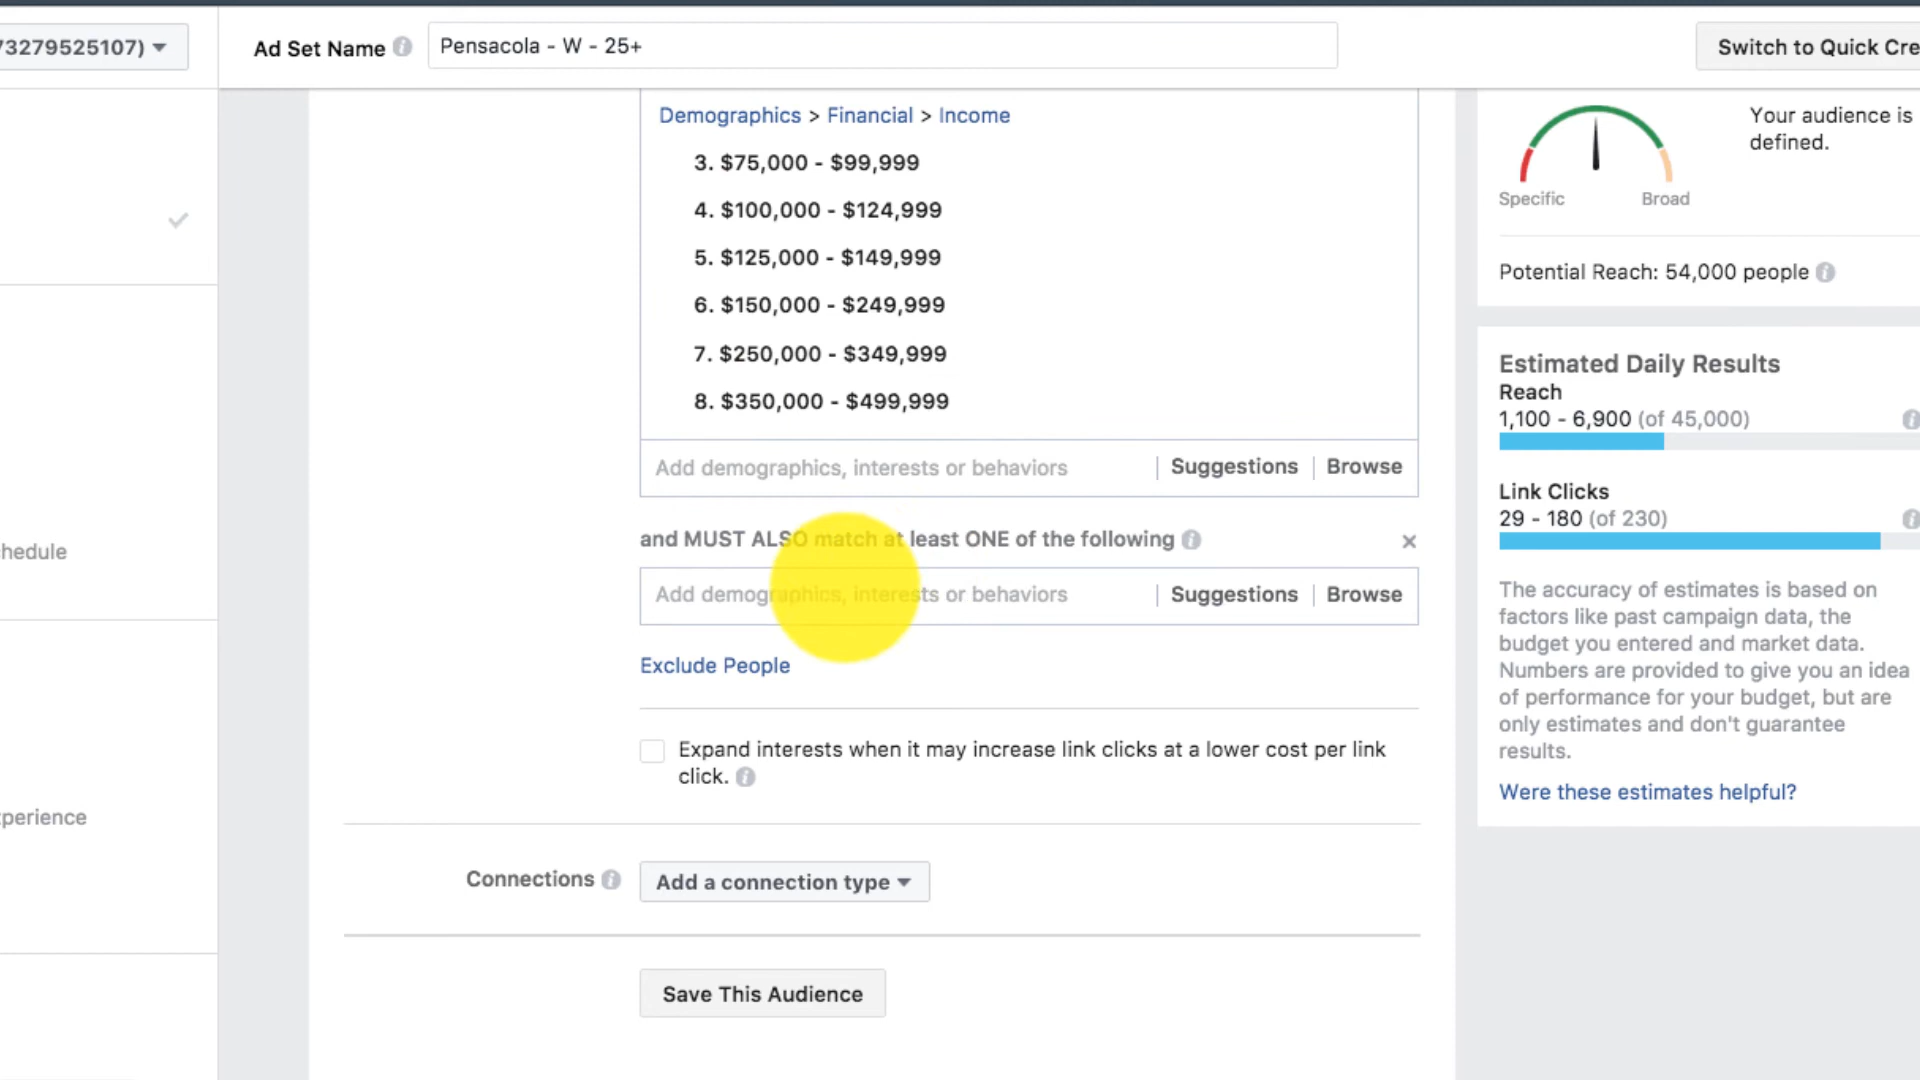 73279525107)
Ad Set Name
Pensacola - W - 25+
Switch to Quick Cre
Demographics > Financial > Income
3. $75,000 - $99,999
4. $100,000 - $124,999
5. $125,000 - $149,999
6. $150,000 - $249,999
7. $250,000 - $349,999
8. $350,000 - $499,999
Add demographics, interests or behaviors | Suggestions | Browse
and MUST ALSO match at least ONE of the following
Add demographics, interests or behaviors | Suggestions | Browse
Exclude People
Expand interests when it may increase link clicks at a lower cost per link
click.
Connections
Add a connection type
Save This Audience
hedule
perience
Your audience is
defined.
Specific
Broad
Potential Reach: 54,000 people
Estimated Daily Results
Reach
1,100 - 6,900 (of 45,000)
Link Clicks
29 - 180 (of 230)
The accuracy of estimates is based on
factors like past campaign data, the
budget you entered and market data.
Numbers are provided to give you an idea
of performance for your budget, but are
only estimates and don't guarantee
results.
Were these estimates helpful?